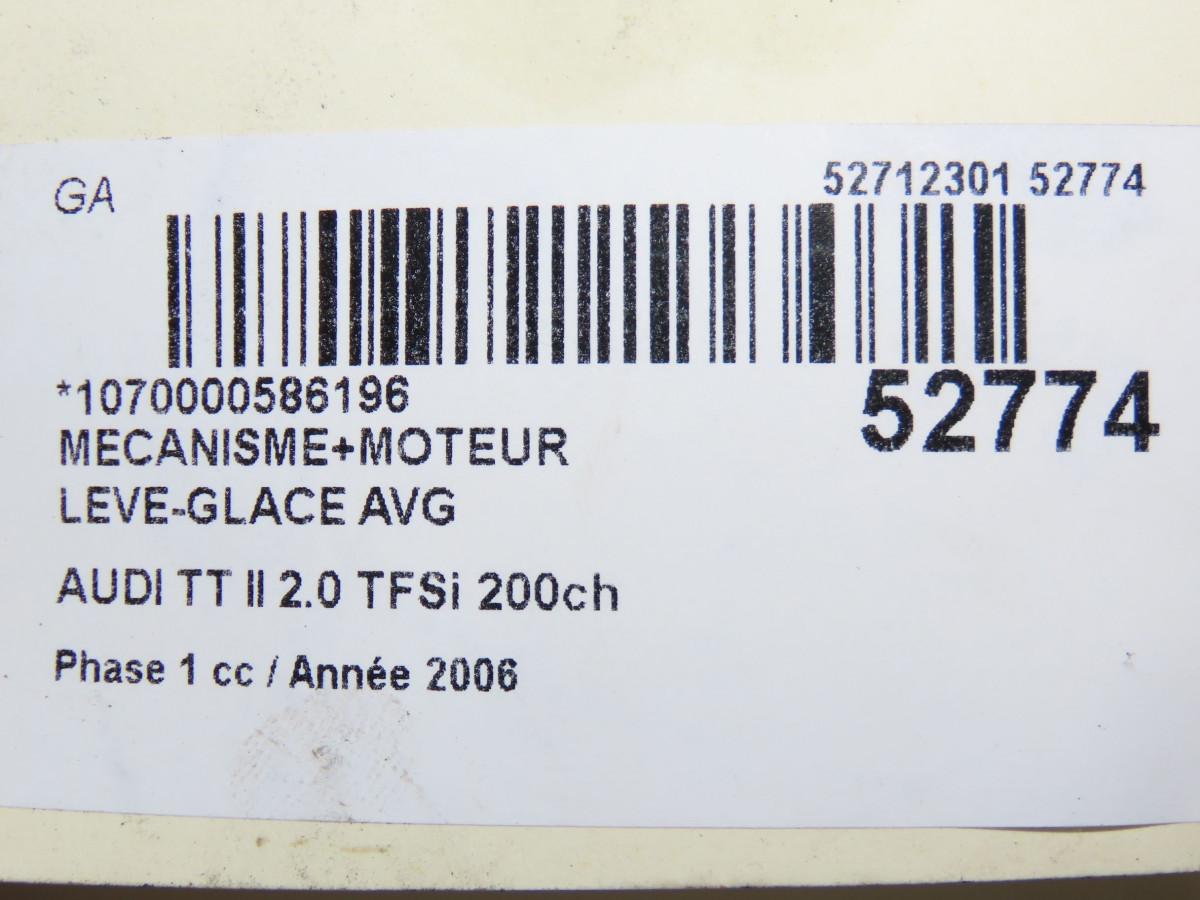 GA
52712301 52774
*1070000586196
52774
MECANISME+MOTEUR
LEVE-GLACE AVG
AUDI TT II 2.0 TFSi 200ch
Phase 1 cc / Année 2006